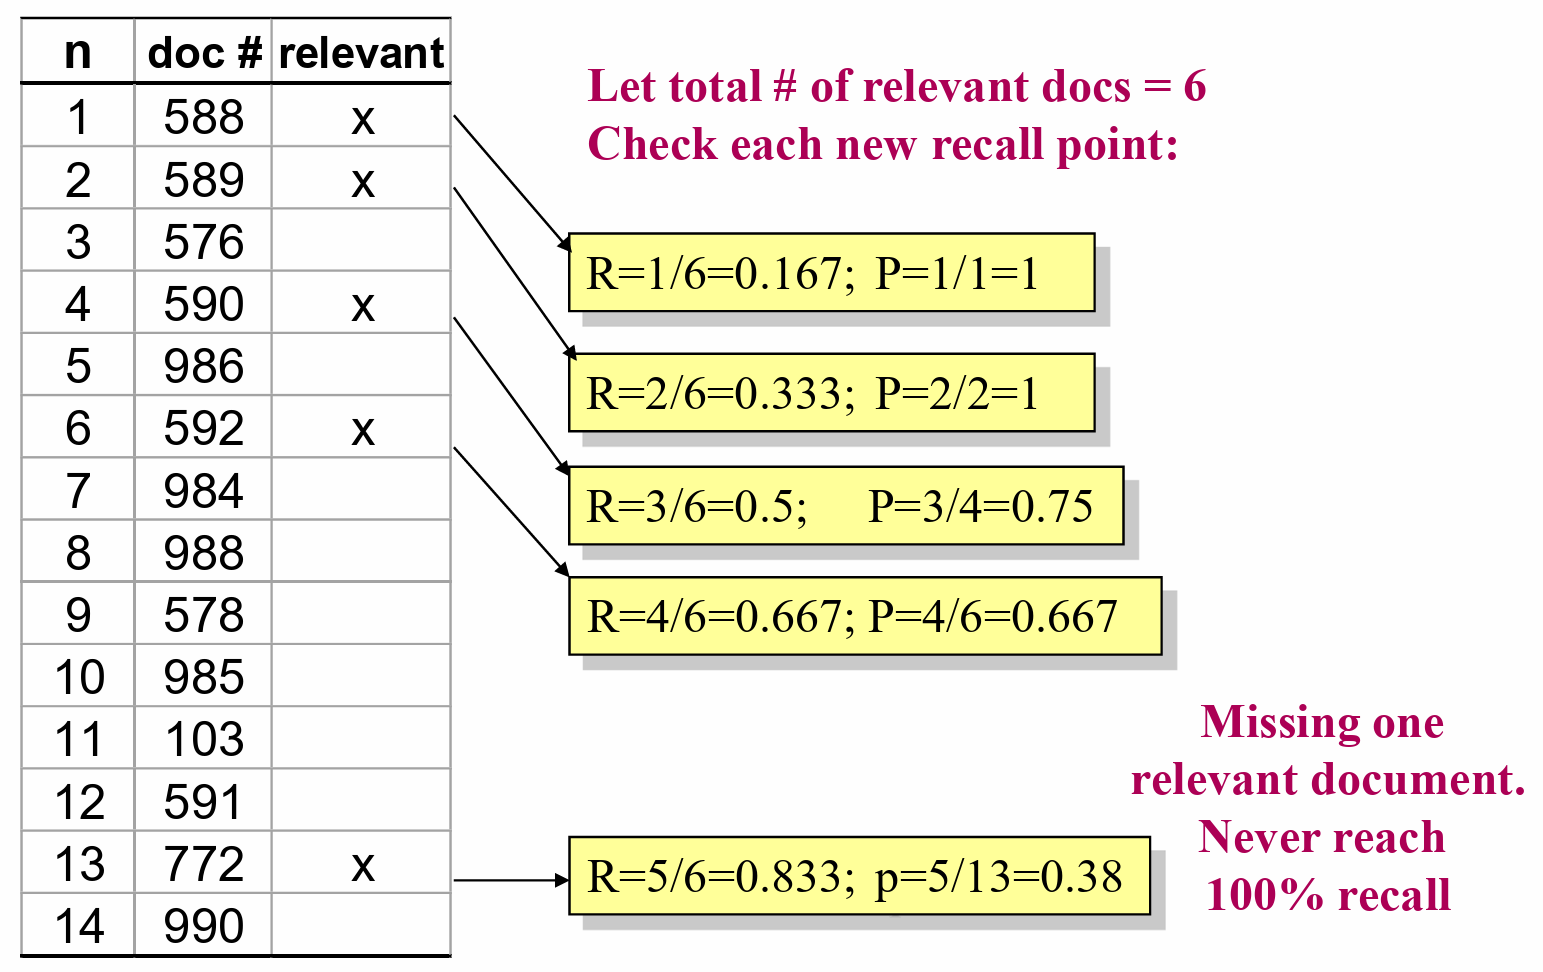 n doc # relevant
1 588 x
2 589 x
3 576
4 590 x
5 986
6 592 x
7 984
8 988
9 578
10 985
11 103
12 591
13 772 x
14 990
Let total # of relevant docs = 6
Check each new recall point:
R=1/6=0.167; P=1/1=1
R=2/6=0.333; P=2/2=1
R=3/6=0.5; P=3/4=0.75
R=4/6=0.667; P=4/6=0.667
R=5/6=0.833; p=5/13=0.38
Missing one
relevant document.
Never reach
100% recall